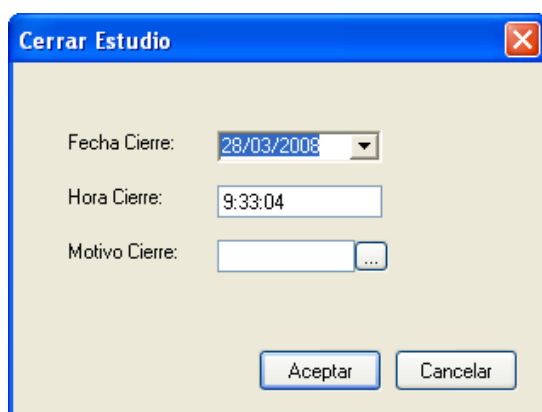 Cerrar Estudio
Fecha Cierre: 28/03/2008
Hora Cierre: 9:33:04
Motivo Cierre: ...
Aceptar Cancelar